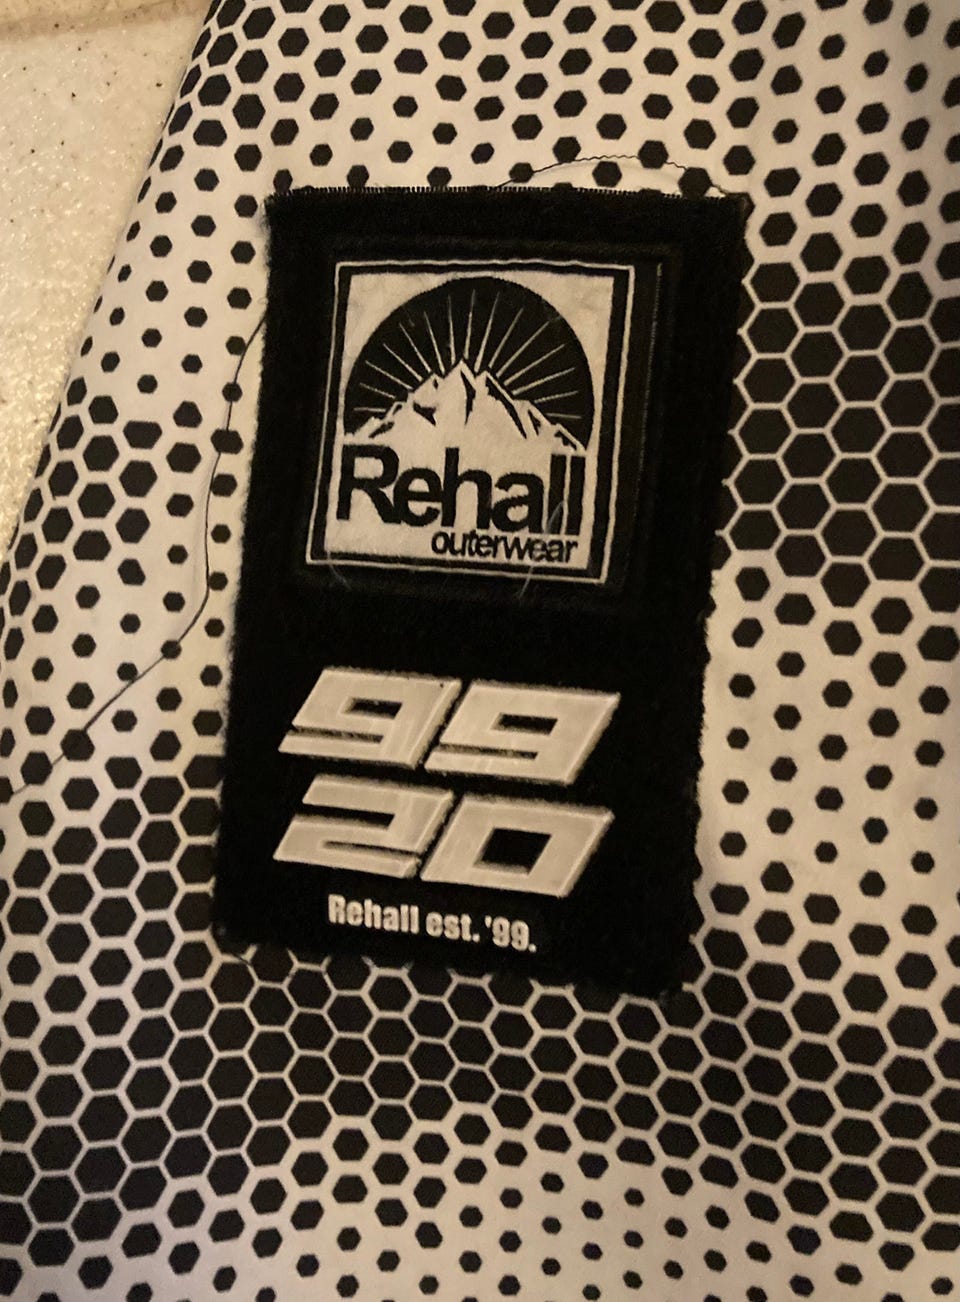 Rehall
outerwear
99
20
Rehall est. '99.